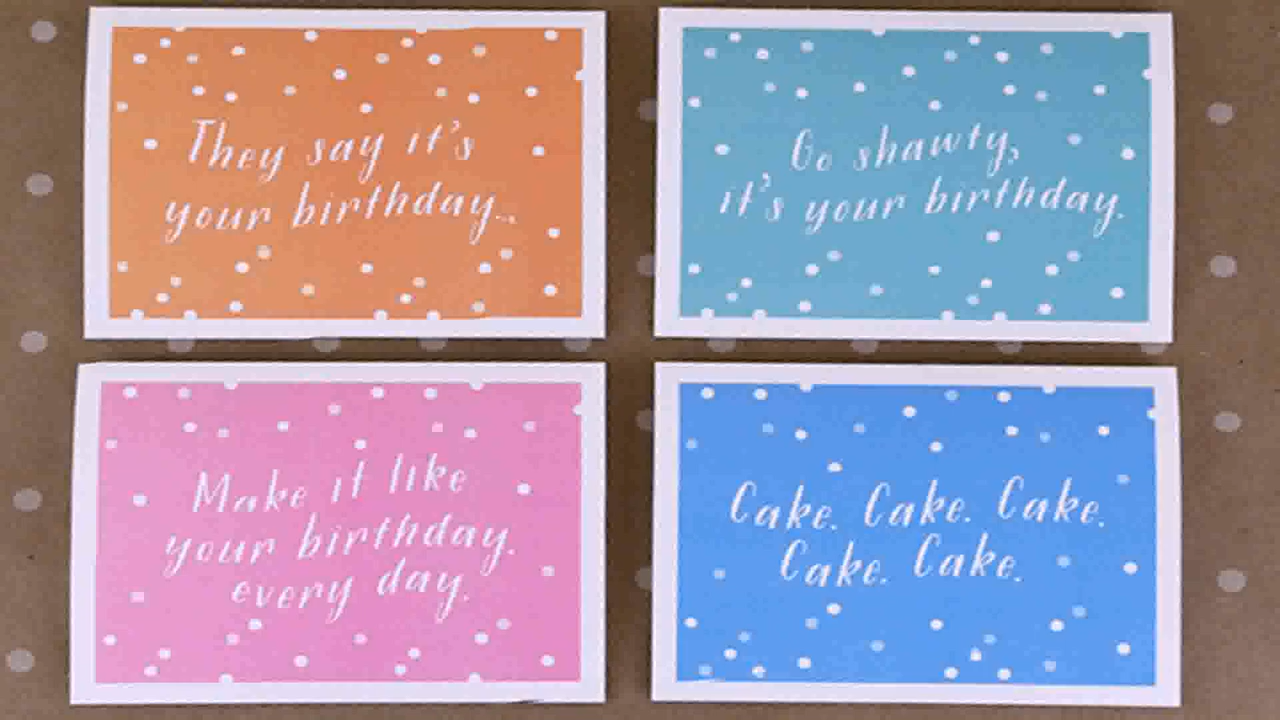 They say it's
your birthday...
Go shawty,
it's your birthday.
Make it like
your birthday.
every day.
Cake. Cake. Cake.
Cake. Cake.